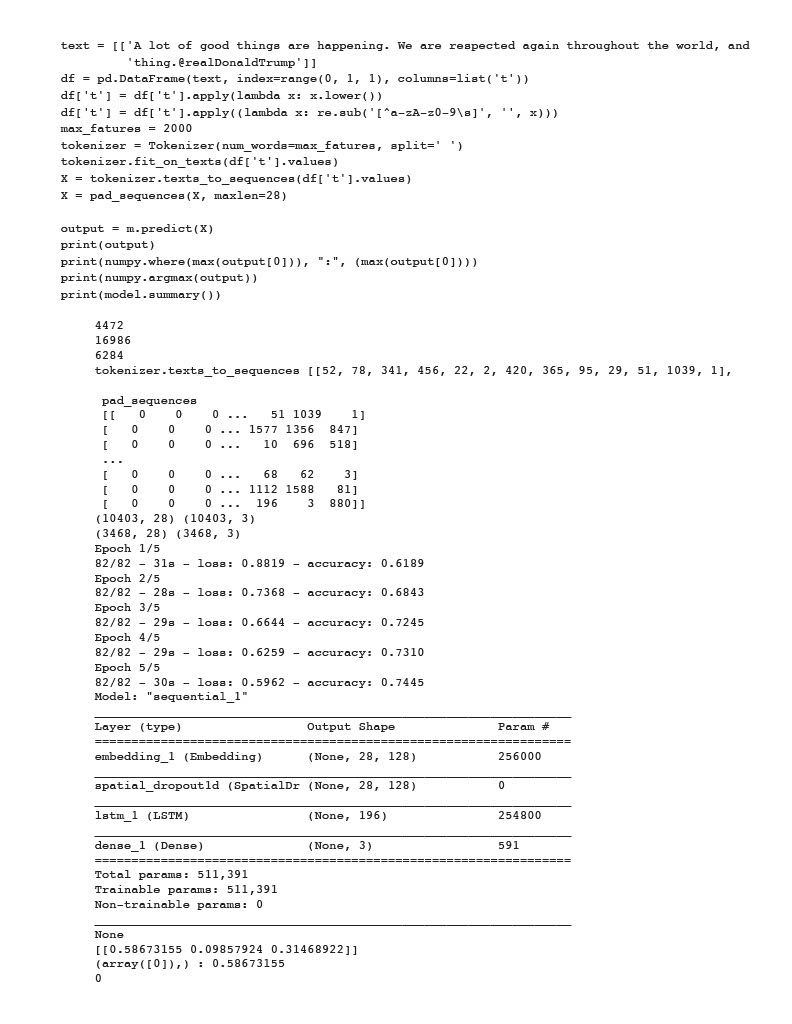 text = [['A lot of good things are happening. We are respected again throughout the world, and
         'thing.@realDonaldTrump']]
df = pd.DataFrame(text, index=range(0, 1, 1), columns=list('t'))
df['t'] = df['t'].apply(lambda x: x.lower())
df['t'] = df['t'].apply((lambda x: re.sub('[^a-zA-z0-9\s]', '', x)))
max_fatures = 2000
tokenizer = Tokenizer(num_words=max_fatures, split=' ')
tokenizer.fit_on_texts(df['t'].values)
X = tokenizer.texts_to_sequences(df['t'].values)
X = pad_sequences(X, maxlen=28)

output = m.predict(X)
print(output)
print(numpy.where(max(output[0])), ":", (max(output[0])))
print(numpy.argmax(output))
print(model.summary())

4472
16986
6284
tokenizer.texts_to_sequences [[52, 78, 341, 456, 22, 2, 420, 365, 95, 29, 51, 1039, 1],

 pad_sequences
 [[   0    0    0 ...   51 1039    1]
 [   0    0    0 ... 1577 1356  847]
 [   0    0    0 ...   10  696  518]
 ...
 [   0    0    0 ...   68   62    3]
 [   0    0    0 ... 1112 1588   81]
 [   0    0    0 ...  196    3  880]]
(10403, 28) (10403, 3)
(3468, 28) (3468, 3)
Epoch 1/5
82/82 - 31s - loss: 0.8819 - accuracy: 0.6189
Epoch 2/5
82/82 - 28s - loss: 0.7368 - accuracy: 0.6843
Epoch 3/5
82/82 - 29s - loss: 0.6644 - accuracy: 0.7245
Epoch 4/5
82/82 - 29s - loss: 0.6259 - accuracy: 0.7310
Epoch 5/5
82/82 - 30s - loss: 0.5962 - accuracy: 0.7445
Model: "sequential_1"
_________________________________________________________________
Layer (type)                 Output Shape              Param #
=================================================================
embedding_1 (Embedding)      (None, 28, 128)           256000
_________________________________________________________________
spatial_dropout1d (SpatialDr (None, 28, 128)           0
_________________________________________________________________
lstm_1 (LSTM)                (None, 196)               254800
_________________________________________________________________
dense_1 (Dense)              (None, 3)                 591
=================================================================
Total params: 511,391
Trainable params: 511,391
Non-trainable params: 0
_________________________________________________________________
None
[[0.58673155 0.09857924 0.31468922]]
(array([0]),) : 0.58673155
0